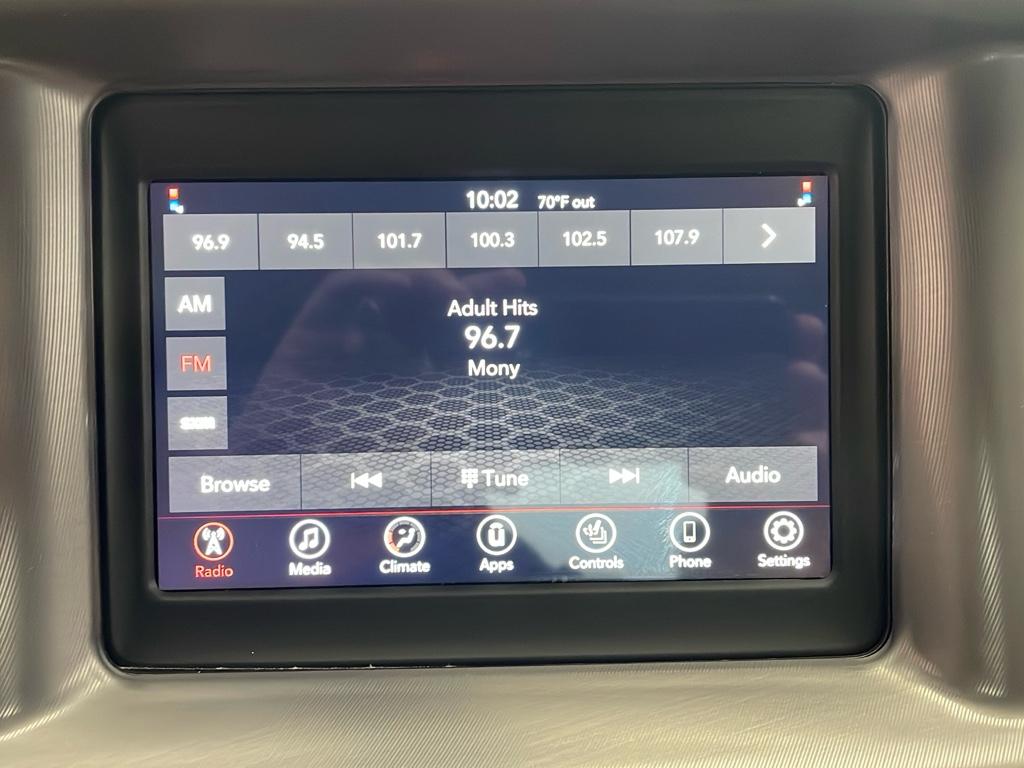 10:02 70°F out
96.9 94.5 101.7 100.3 102.5 107.9
AM
Adult Hits
96.7
FM
Mony
SXM
Browse Tune Audio
Radio Media Climate Apps Controls Phone Settings